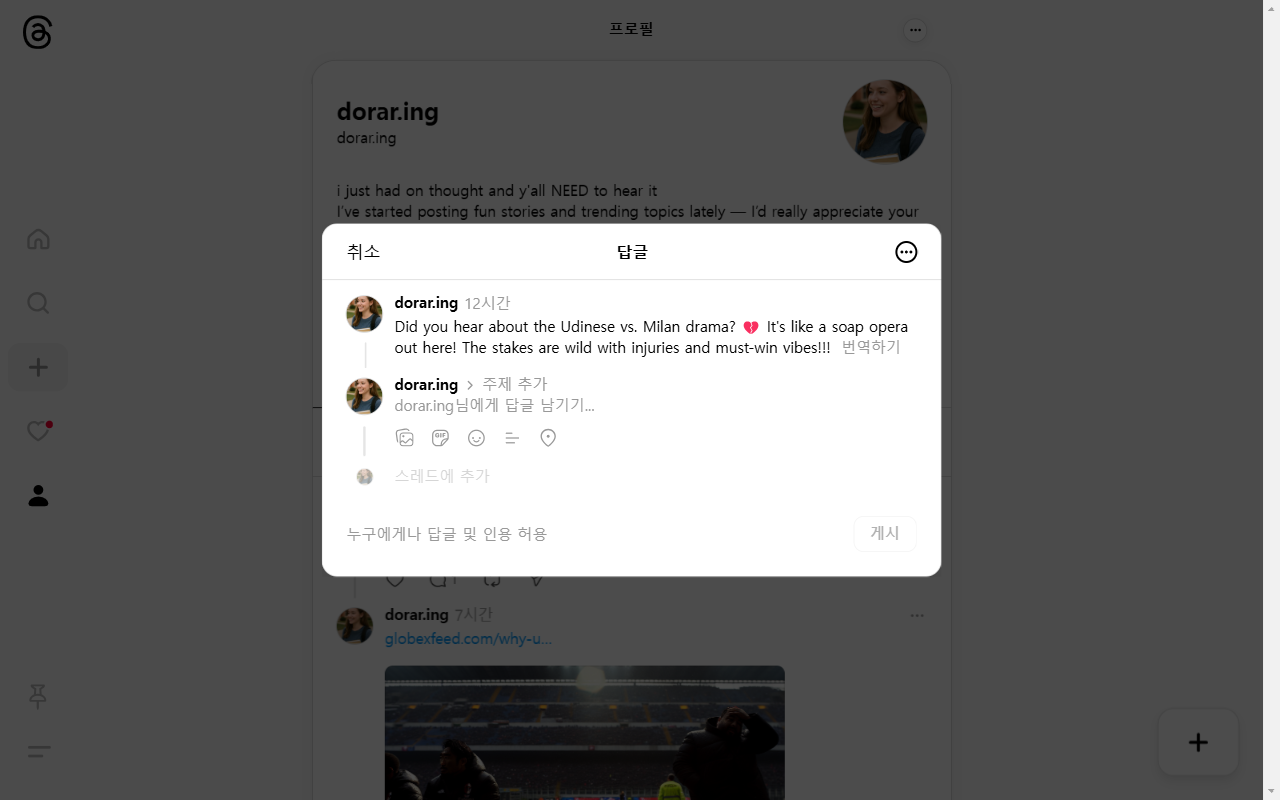 프로필
dorar.ing
dorar.ing
i just had on thought and y'all NEED to hear it
I've started posting fun stories and trending topics lately — I'd really appreciate your
취소
답글
dorar.ing 12시간
Did you hear about the Udinese vs. Milan drama? 💔 It's like a soap opera
out here! The stakes are wild with injuries and must-win vibes!!! 번역하기
dorar.ing > 주제 추가
dorar.ing님에게 답글 남기기...
GIF
스레드에 추가
누구에게나 답글 및 인용 허용
게시
dorar.ing 7시간
globexfeed.com/why-u...